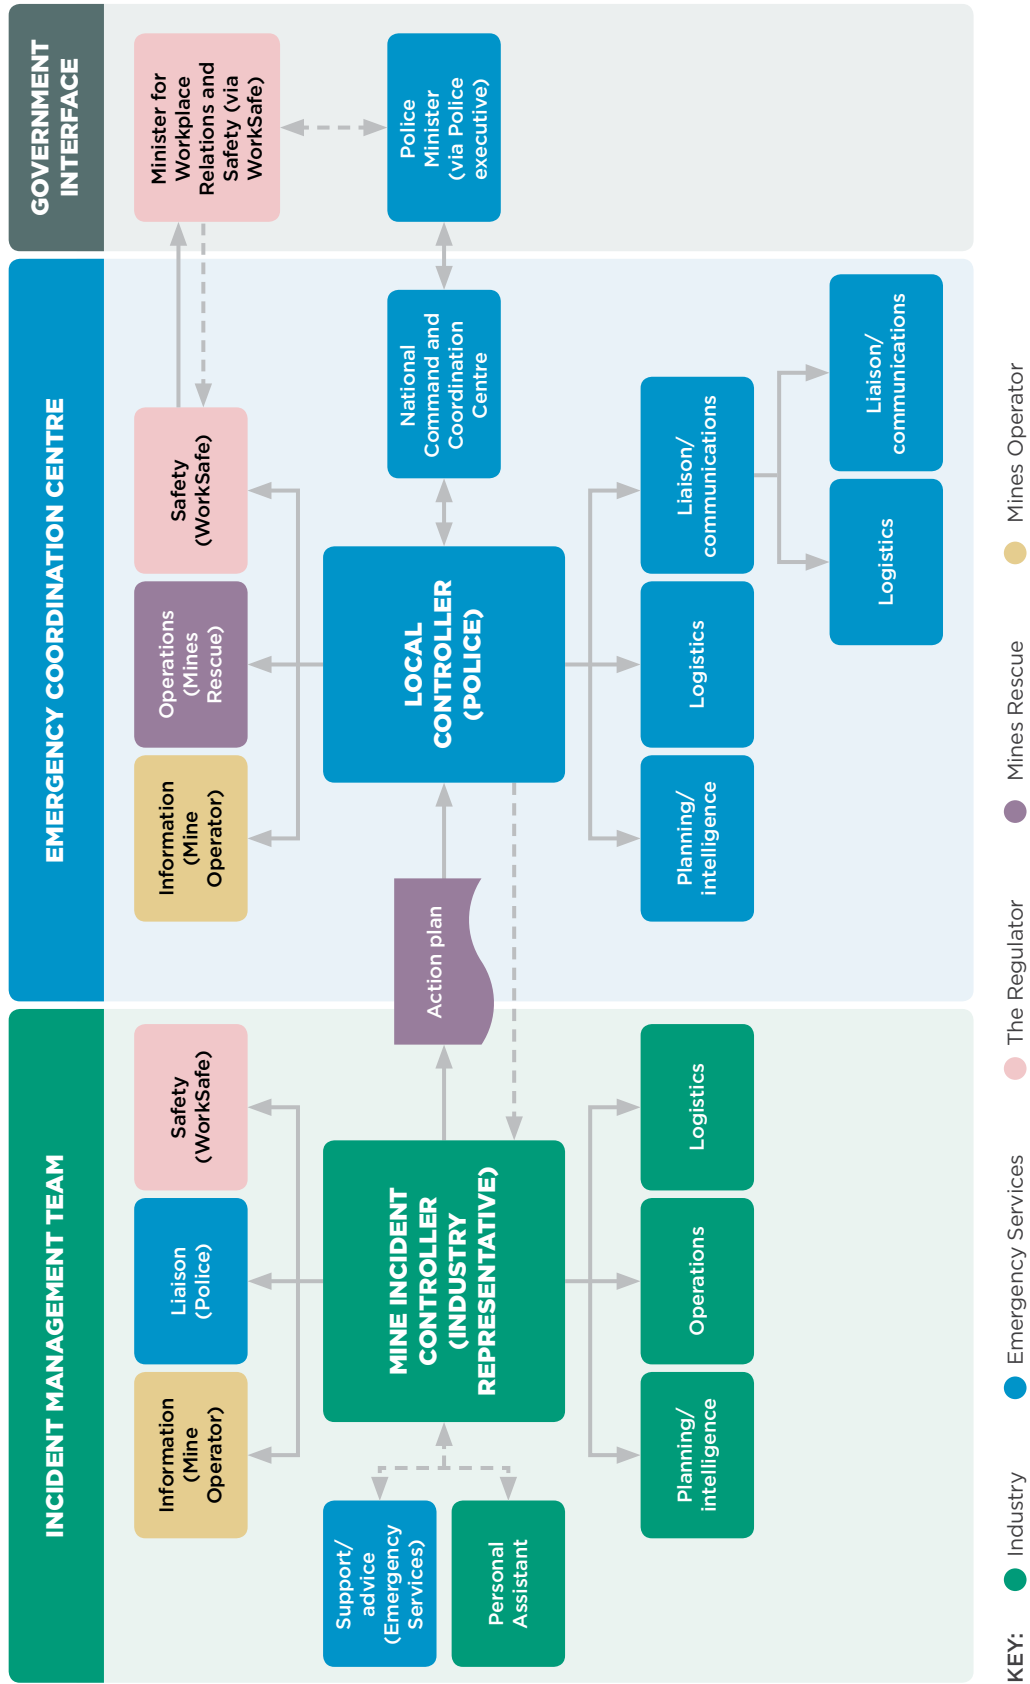 INCIDENT MANAGEMENT TEAM
EMERGENCY COORDINATION CENTRE
GOVERNMENT
INTERFACE
Information
(Mine
Operator)
Liaison
(Police)
Safety
(WorkSafe)
Information
(Mine
Operator)
Operations
(Mines
Rescue)
Safety
(WorkSafe)
Minister for
Workplace
Relations and
Safety (via
WorkSafe)
Support/
advice
(Emergency
Services)
Personal
Assistant
MINE INCIDENT
CONTROLLER
(INDUSTRY
REPRESENTATIVE)
Action plan
LOCAL
CONTROLLER
(POLICE)
National
Command and
Coordination
Centre
Police
Minister
(via Police
executive)
Planning/
intelligence
Operations
Logistics
Planning/
intelligence
Logistics
Liaison/
communications
Logistics
Liaison/
communications
KEY:
Industry
Emergency Services
The Regulator
Mines Rescue
Mines Operator